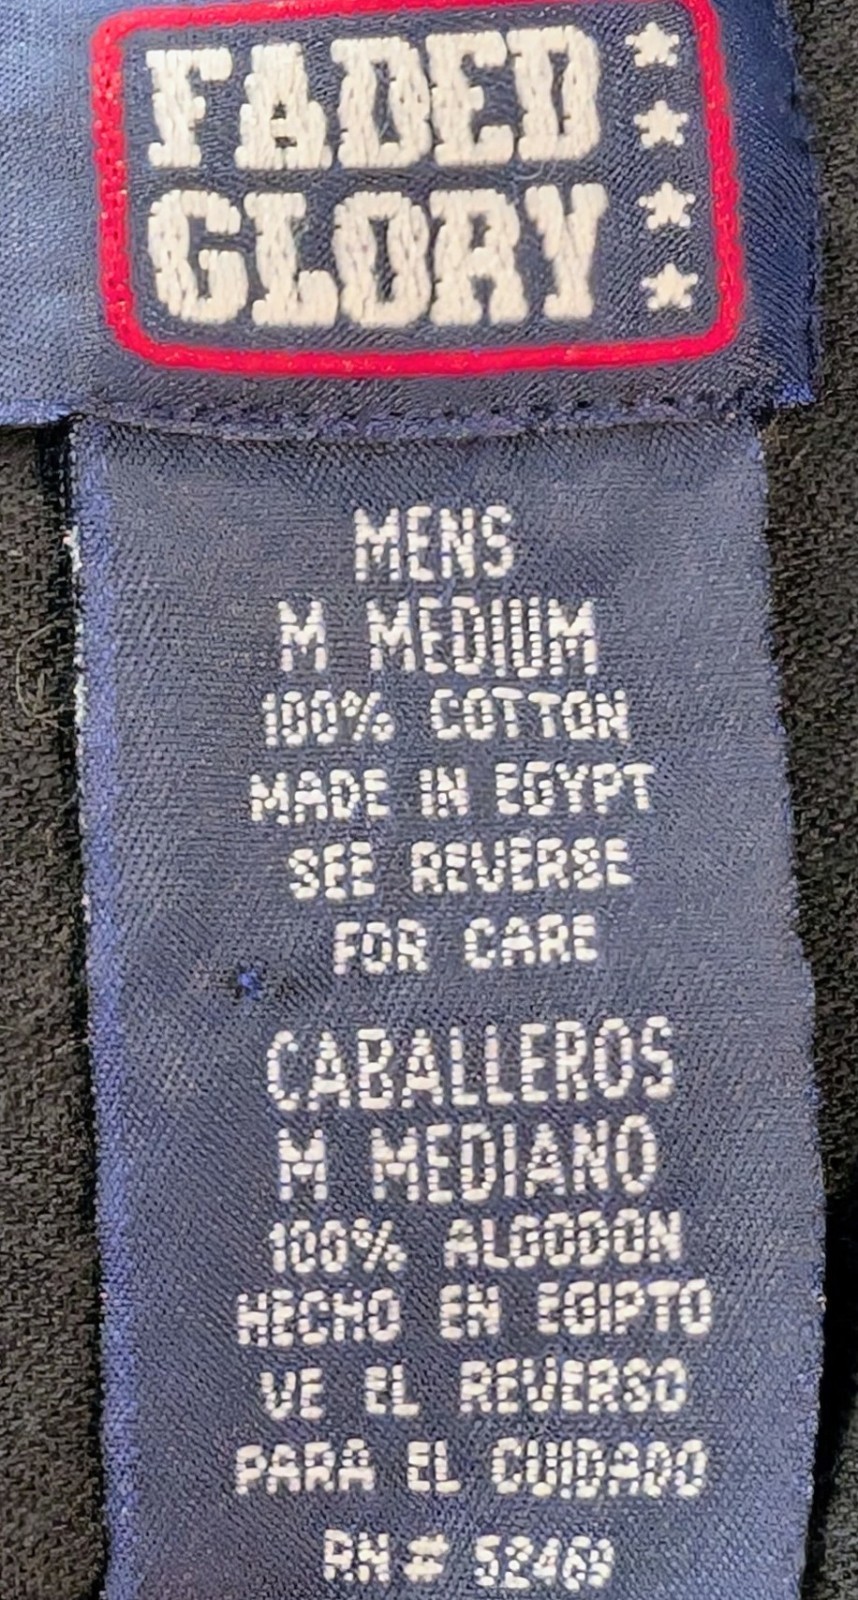 FADED
GLORY
MENS
M MEDIUM
100% COTTON
MADE IN EGYPT
SEE REVERSE
FOR CARE
CABALLEROS
M MEDIANO
100% ALGODON
HECHO EN EGIPTO
VE EL REVERSO
PARA EL CUIDADO
RN# 52469